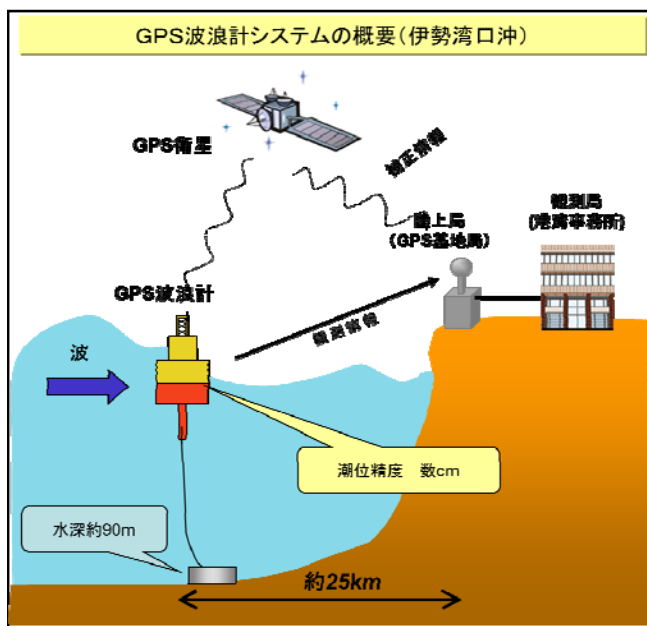 GPS波浪計システムの概要(伊勢湾口沖)
GPS衛星
補正情報
陸上局
(GPS基地局)
観測局
(港湾事務所)
GPS波浪計
観測情報
波
潮位精度 数cm
水深約90m
約25km